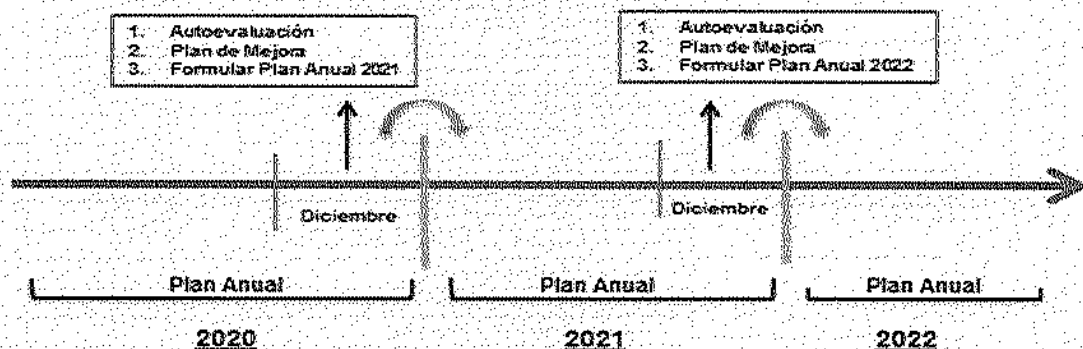 1. Autoevaluación
2. Plan de Mejora
3. Formular Plan Anual 2021
1. Autoevaluación
2. Plan de Mejora
3. Formular Plan Anual 2022
Diciembre
Diciembre
Plan Anual
Plan Anual
Plan Anual
2020
2021
2022